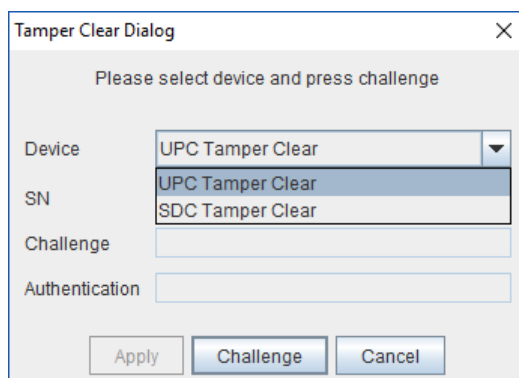 Tamper Clear Dialog
Please select device and press challenge
Device UPC Tamper Clear
UPC Tamper Clear
SN
SDC Tamper Clear
Challenge
Authentication
Apply Challenge Cancel